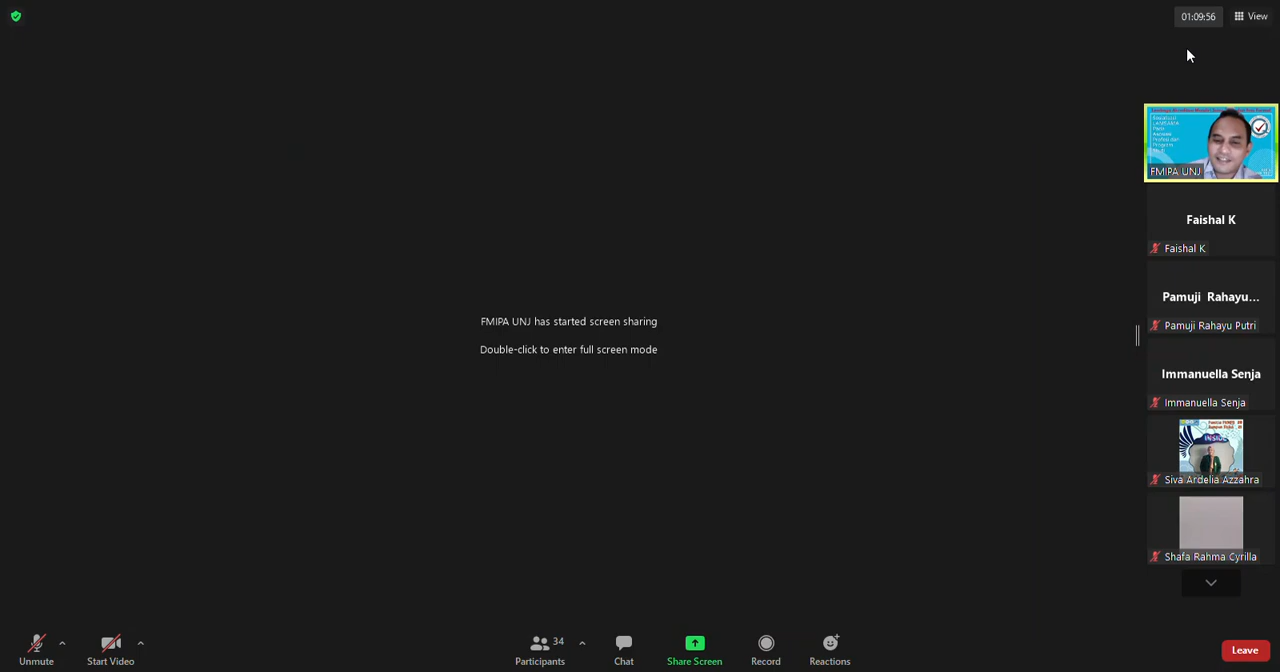 01:09:56
View
FMIPA UNJ
Faishal K
Faishal K
Pamuji Rahayu...
Pamuji Rahayu Putri
FMIPA UNJ has started screen sharing
Double-click to enter full screen mode
Immanuella Senja
Immanuella Senja
INSIDE
Siva Ardelia Azzahra
Shafa Rahma Cyrilla
Unmute
Start Video
34
Participants
Chat
Share Screen
Record
Reactions
Leave